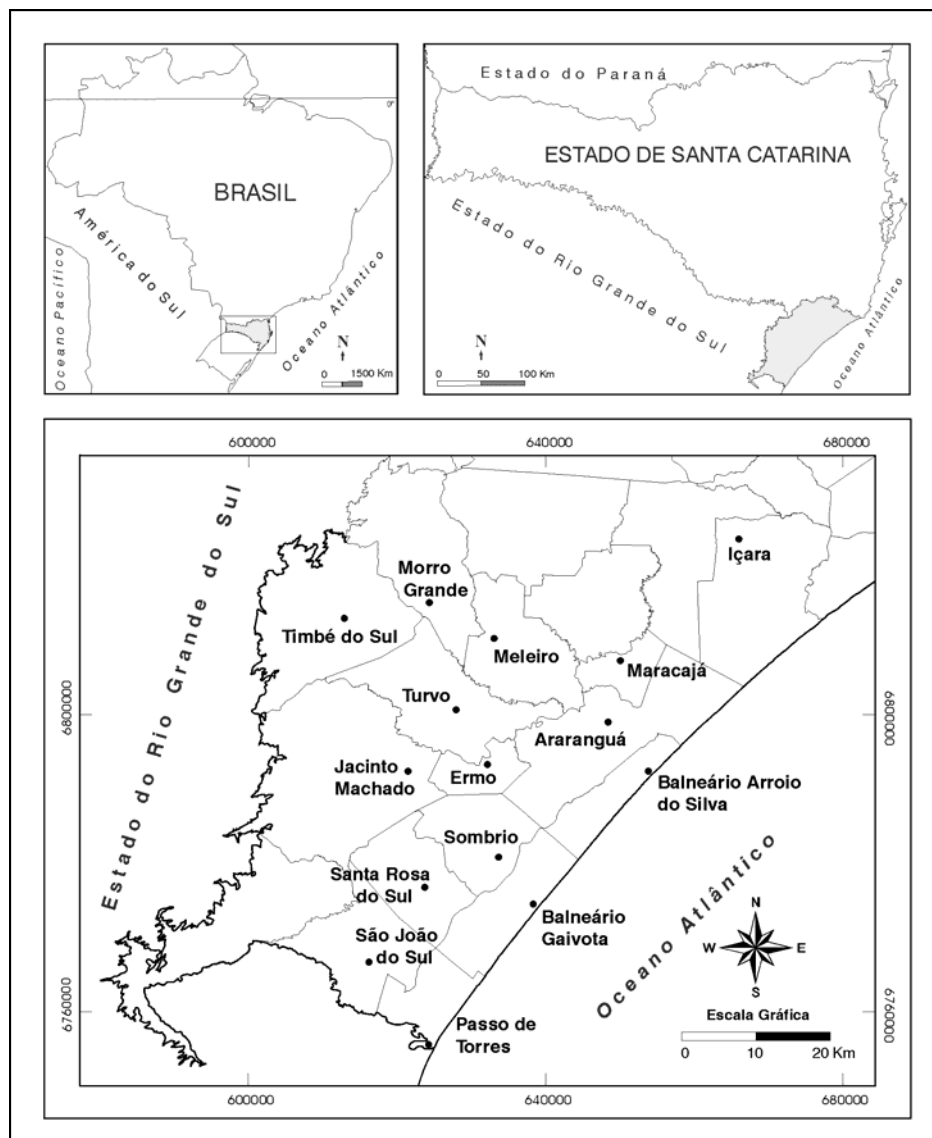 BRASIL
0º
América do Sul
Oceano Pacífico
Oceano Atlântico
N
0 1500 Km
Estado do Paraná
ESTADO DE SANTA CATARINA
Estado do Rio Grande do Sul
Oceano Atlântico
N
0 50 100 Km
600000 640000 680000
Estado do Rio Grande do Sul
Içara
Morro
Grande
Timbé do Sul
Meleiro
Maracajá
Turvo
6800000
6800000
Araranguá
Jacinto
Machado
Ermo
Balneário Arroio
do Silva
Sombrio
Santa Rosa
do Sul
Balneário
Gaivota
São João
do Sul
Oceano Atlântico
N
W E
S
Passo de
Torres
6760000
6760000
Escala Gráfica
0 10 20 Km
600000 640000 680000